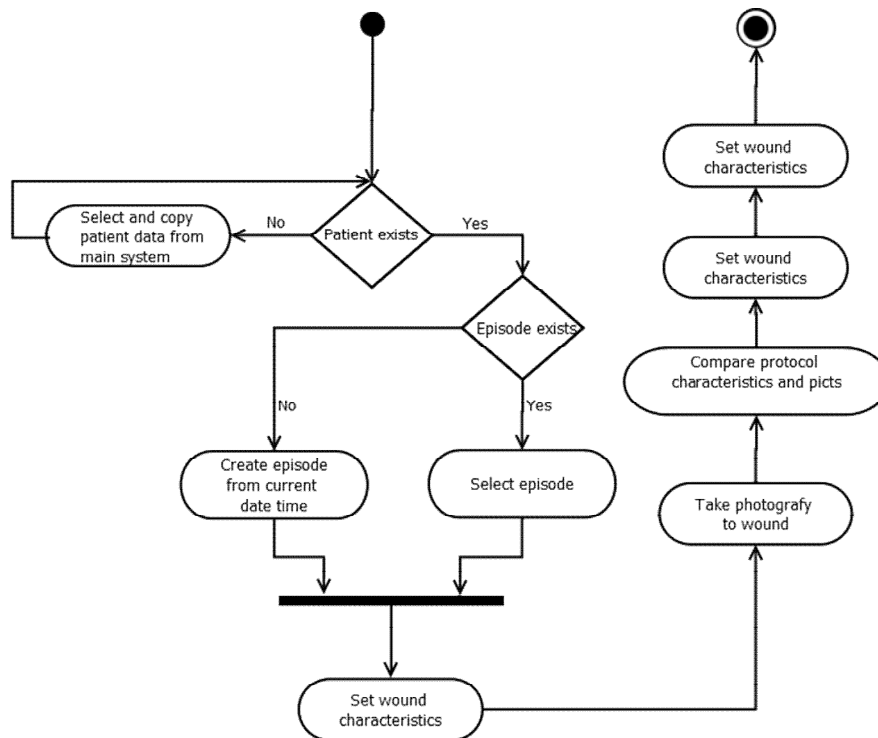 Select and copy
patient data from
main system
No
Patient exists
Yes
Episode exists
No
Yes
Create episode
from current
date time
Select episode
Set wound
characteristics
Take photografy
to wound
Compare protocol
characteristics and picts
Set wound
characteristics
Set wound
characteristics